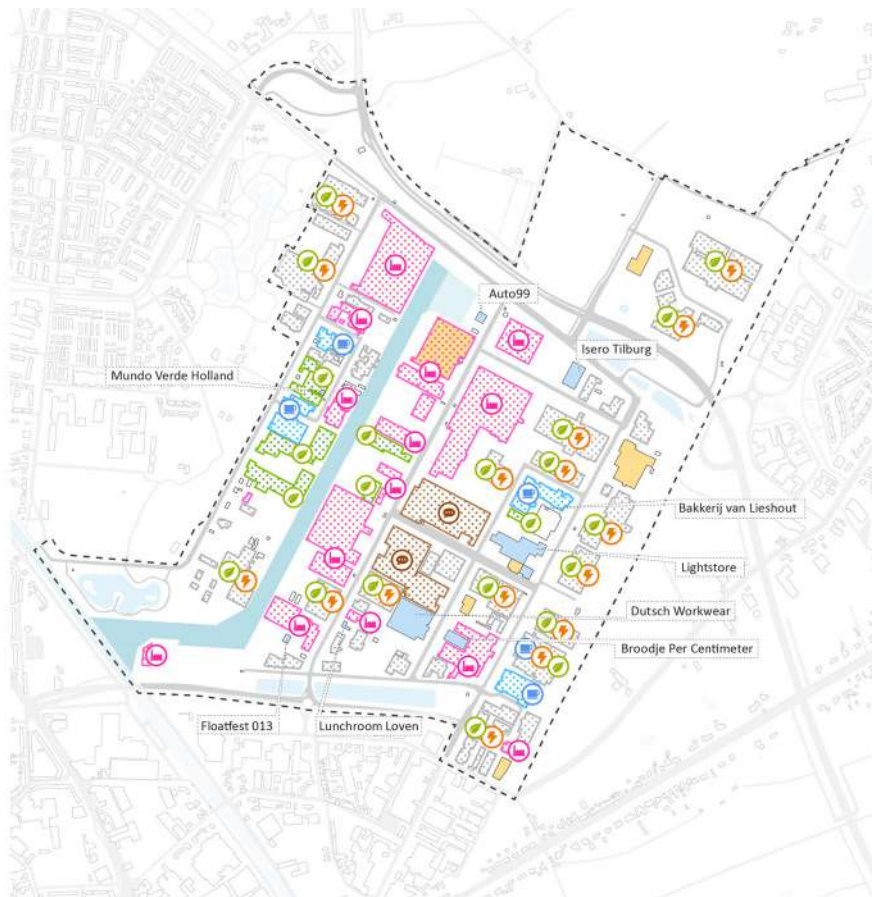 Auto99
Isero Tilburg
Mundo Verde Holland
Bakkerij van Lieshout
Lightstore
Dutsch Workwear
Broodje Per Centimeter
Floatfest 013
Lunchroom Loven